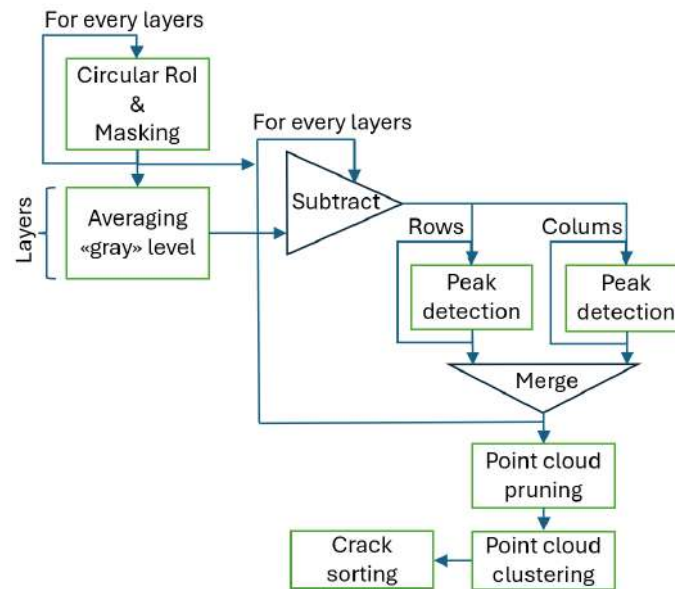 For every layers
Circular RoI
&
Masking
For every layers
Layers
Averaging
«gray» level
Subtract
Rows
Colums
Peak
detection
Peak
detection
Merge
Point cloud
pruning
Crack
sorting
Point cloud
clustering